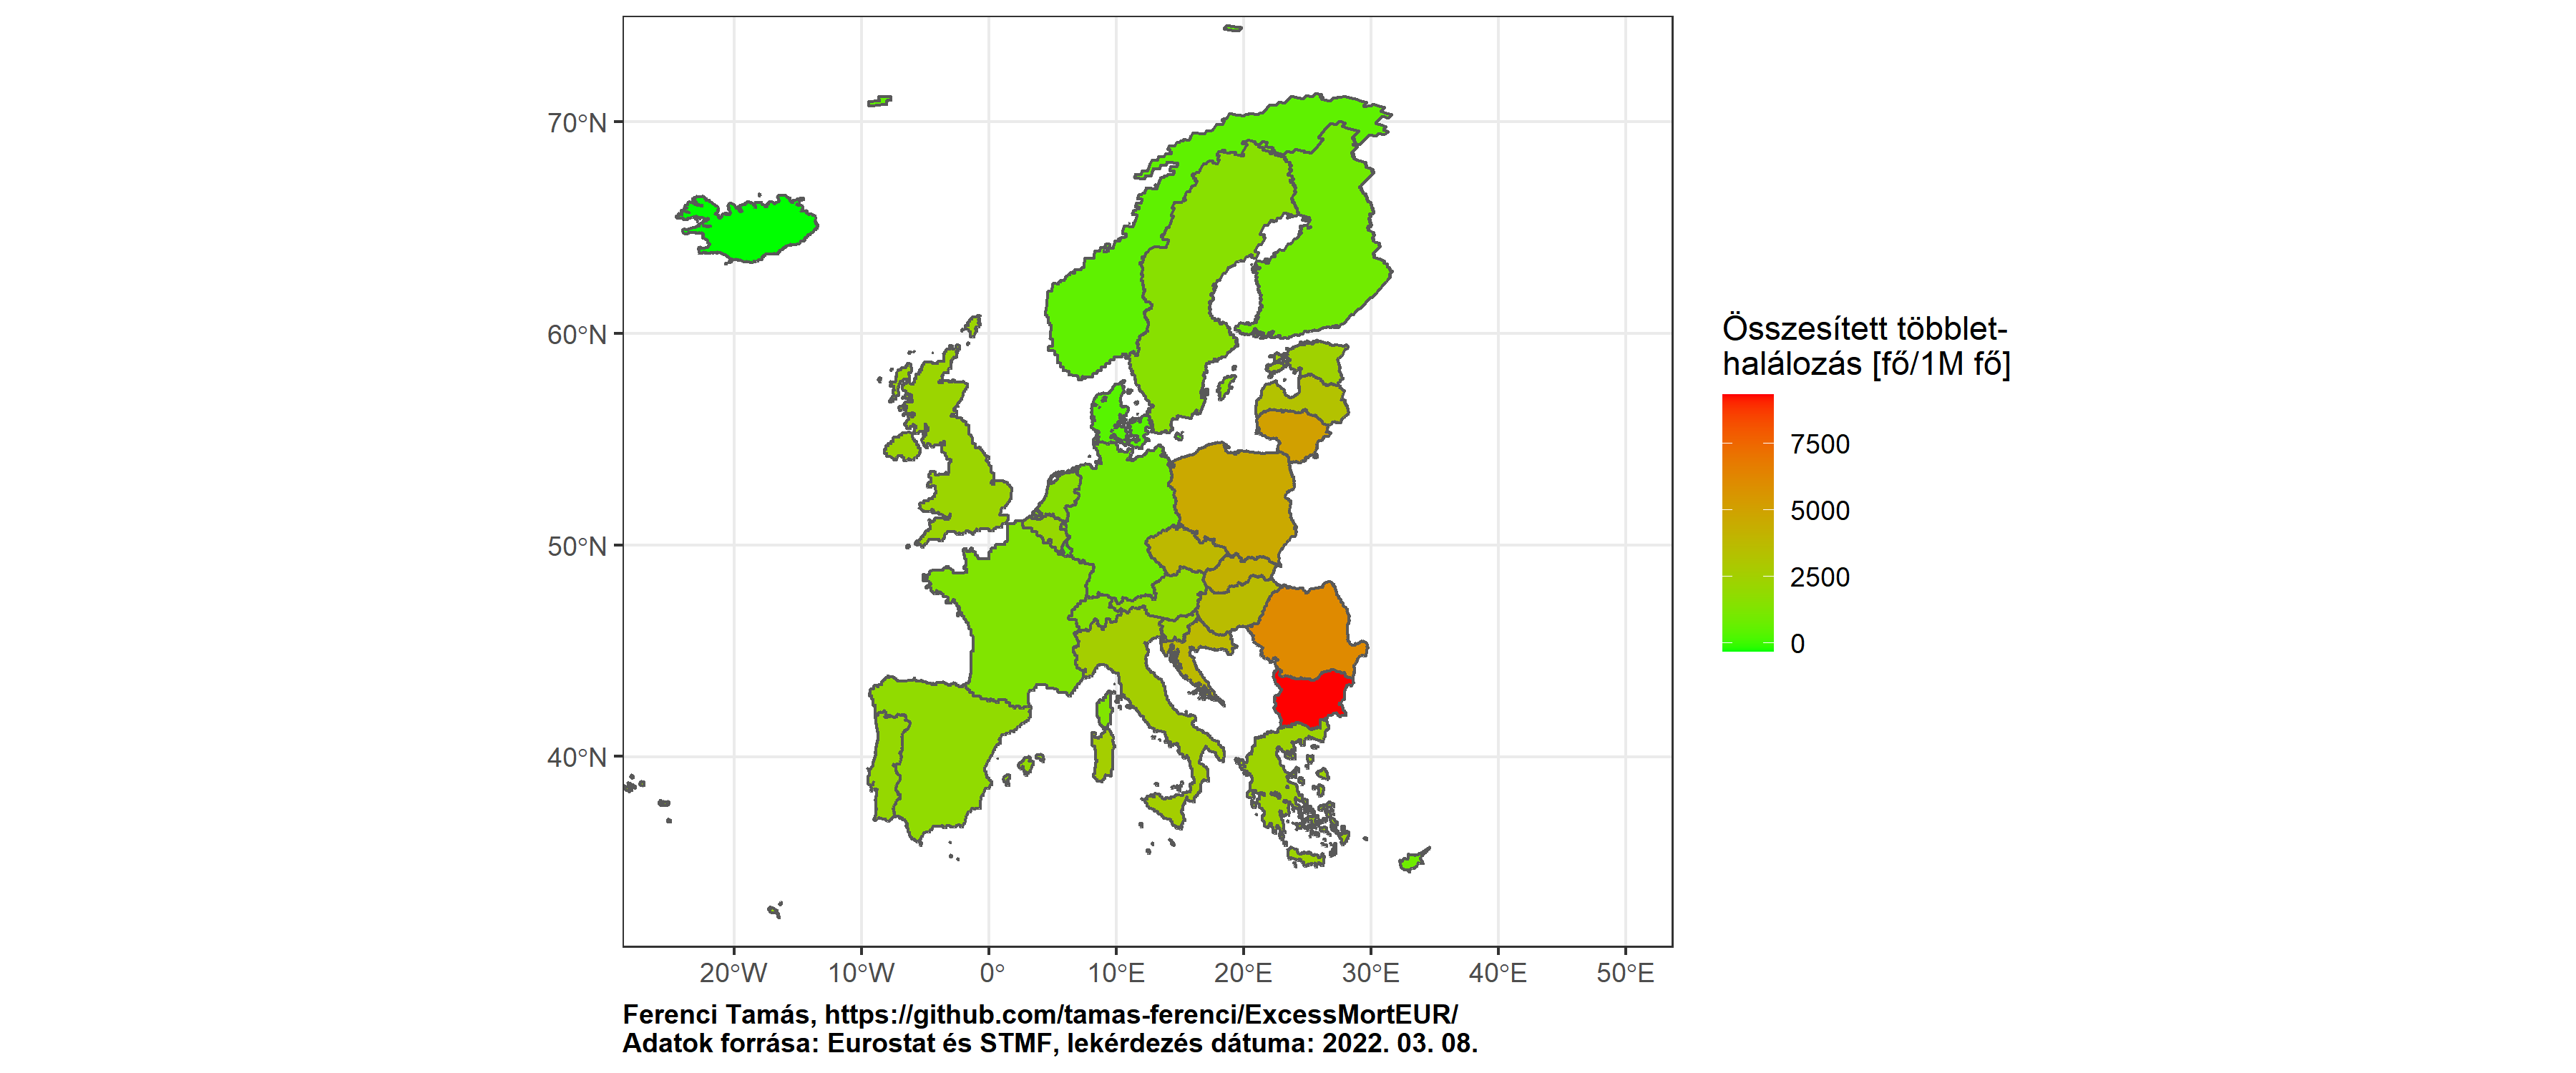 70°N
60°N
50°N
40°N
20°W 10°W 0° 10°E 20°E 30°E 40°E 50°E
Összesített többlet-
halálozás [fő/1M fő]
7500
5000
2500
0
Ferenci Tamás, https://github.com/tamas-ferenci/ExcessMortEUR/
Adatok forrása: Eurostat és STMF, lekérdezés dátuma: 2022. 03. 08.